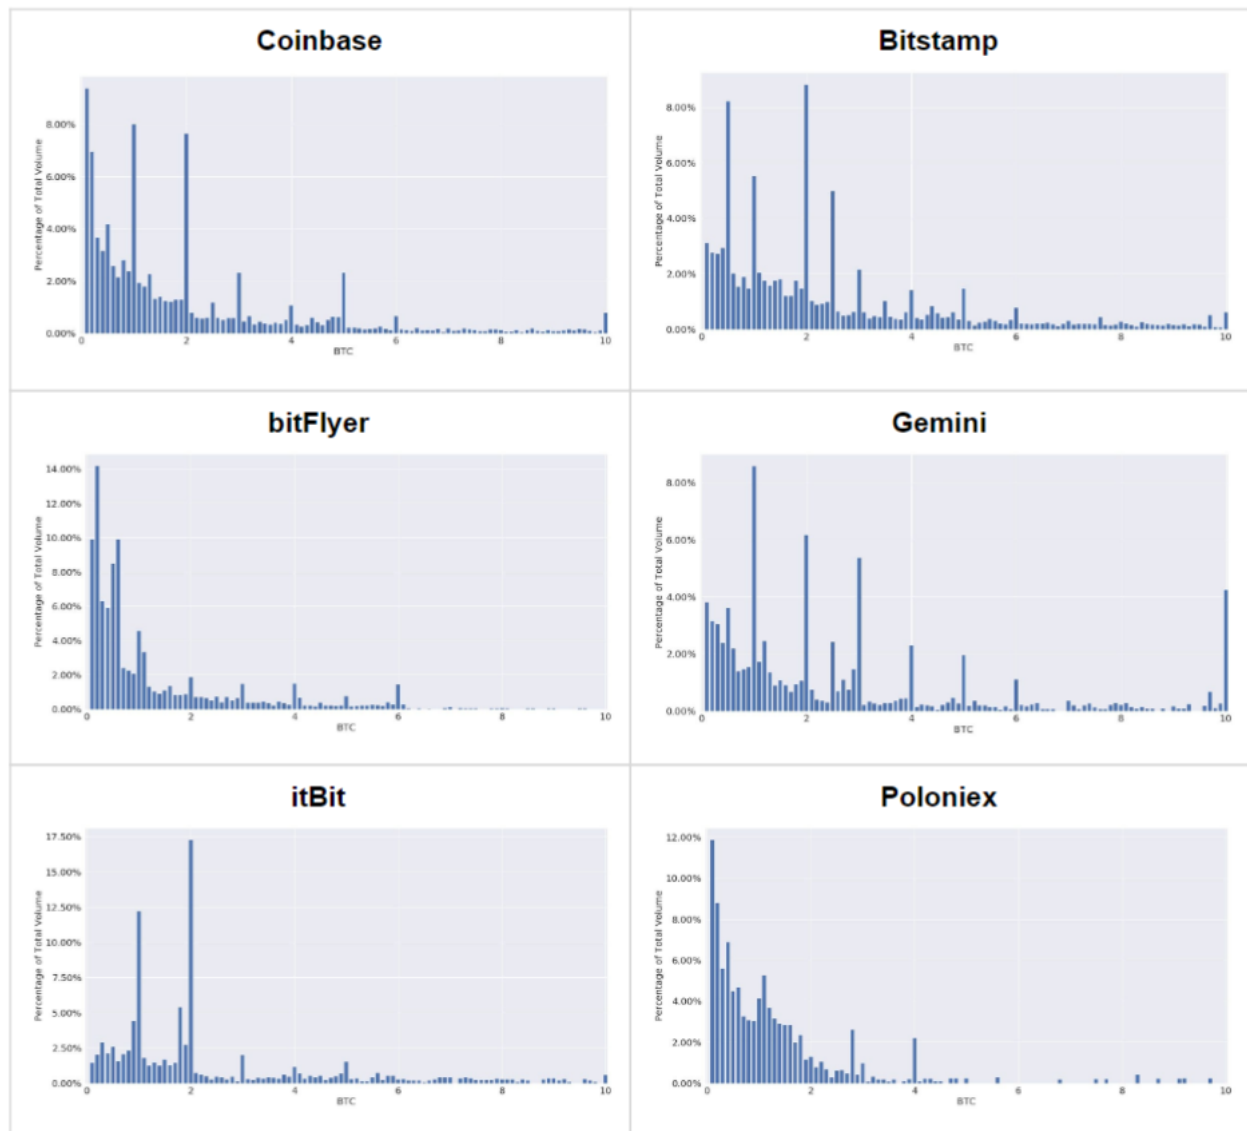 Coinbase
Percentage of Total Volume
8.00%
6.00%
4.00%
2.00%
0.00%
0 2 4 6 8 10
BTC
Bitstamp
Percentage of Total Volume
8.00%
6.00%
4.00%
2.00%
0.00%
0 2 4 6 8 10
BTC
bitFlyer
Percentage of Total Volume
14.00%
12.00%
10.00%
8.00%
6.00%
4.00%
2.00%
0.00%
0 2 4 6 8 10
BTC
Gemini
Percentage of Total Volume
8.00%
6.00%
4.00%
2.00%
0.00%
0 2 4 6 8 10
BTC
itBit
Percentage of Total Volume
17.50%
15.00%
12.50%
10.00%
7.50%
5.00%
2.50%
0.00%
0 2 4 6 8 10
BTC
Poloniex
Percentage of Total Volume
12.00%
10.00%
8.00%
6.00%
4.00%
2.00%
0.00%
0 2 4 6 8 10
BTC